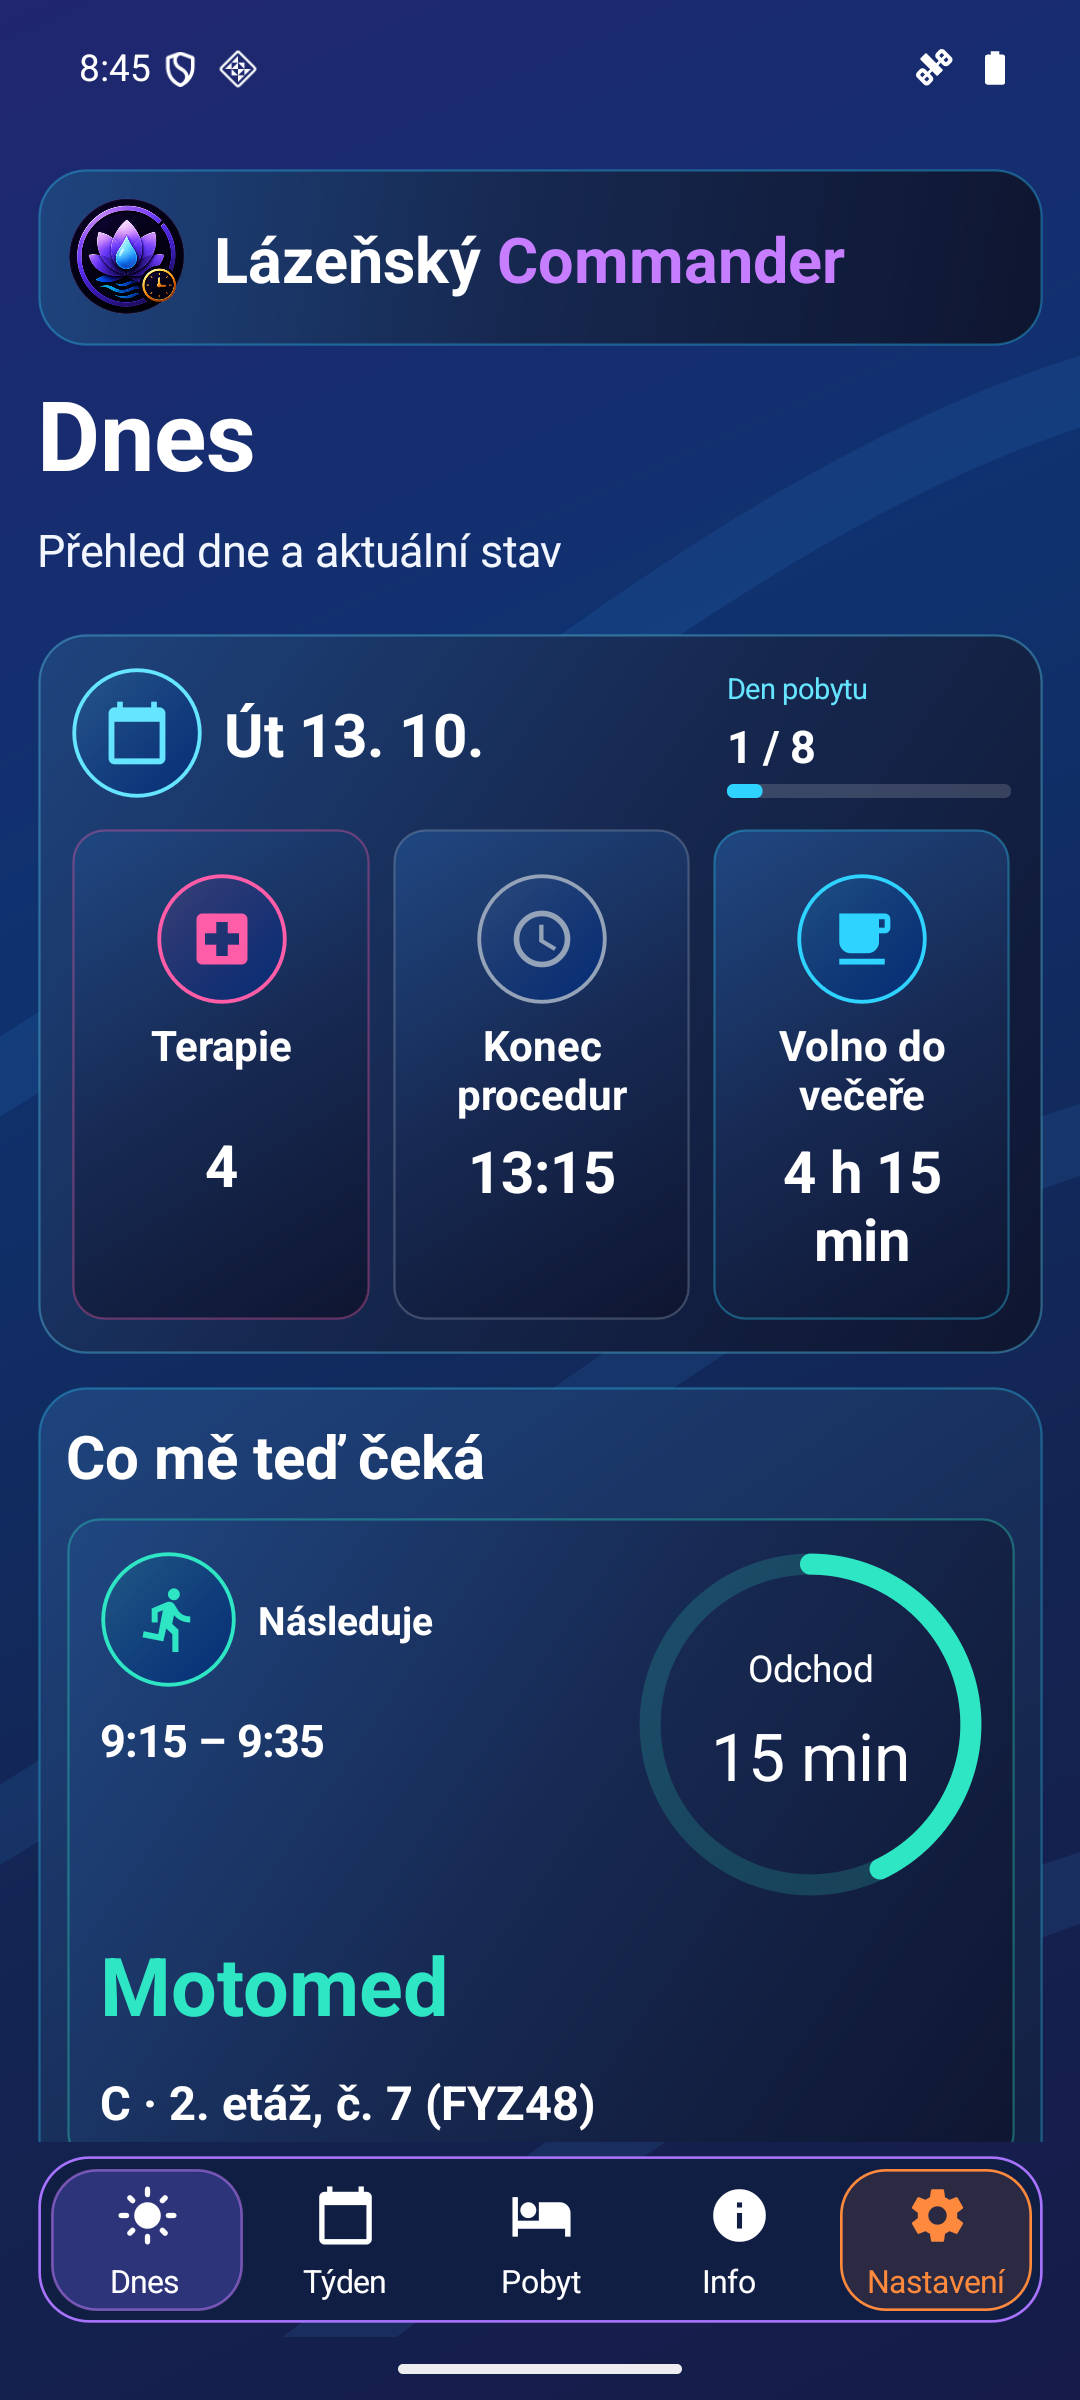 8:45
Lázeňský Commander
Dnes
Přehled dne a aktuální stav
Út 13. 10.
Den pobytu
1 / 8
Terapie
4
Konec
procedur
13:15
Volno do
večeře
4 h 15
min
Co mě teď čeká
Následuje
9:15 – 9:35
Odchod
15 min
Motomed
C · 2. etáž, č. 7 (FYZ48)
Dnes
Týden
Pobyt
Info
Nastavení